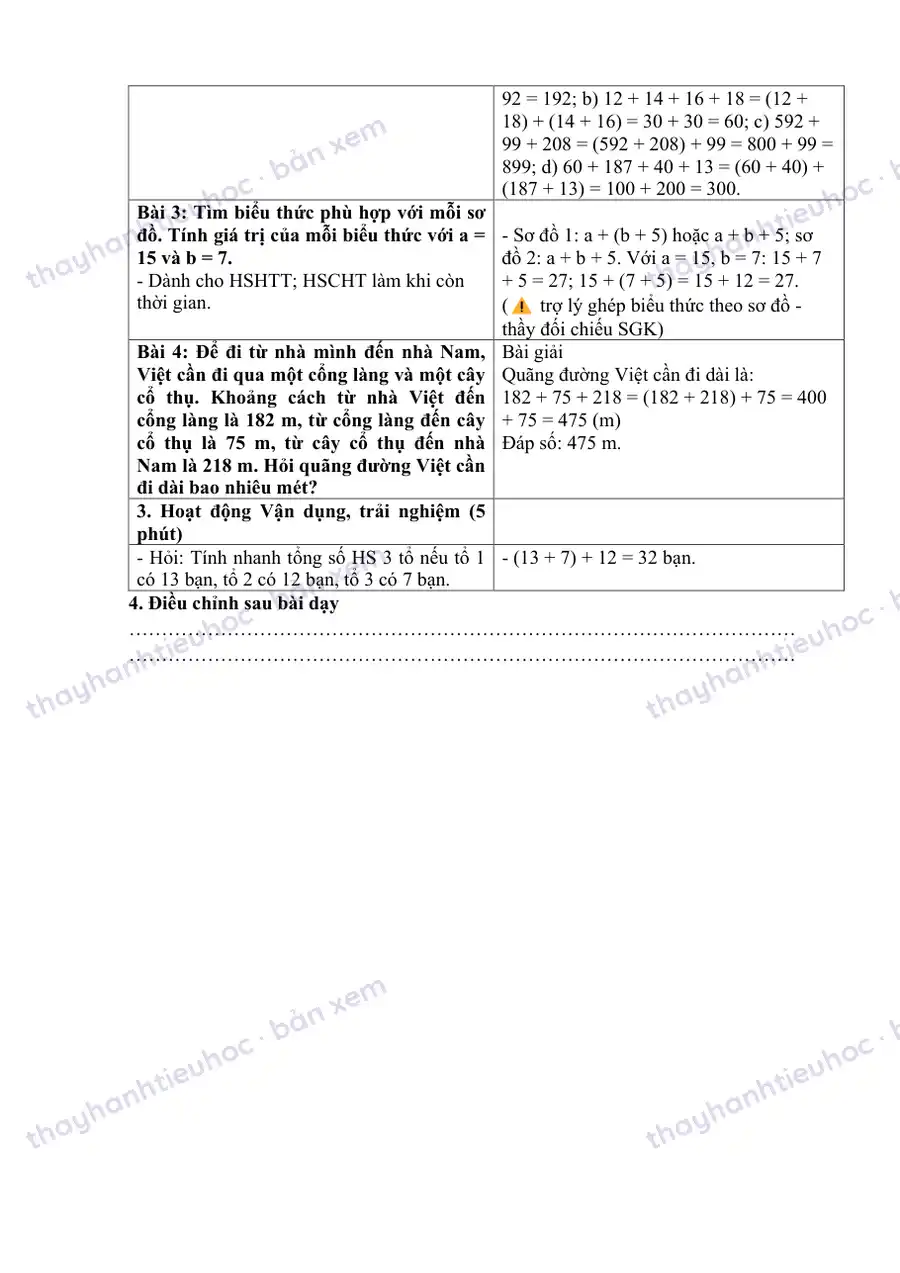 92 = 192; b) 12 + 14 + 16 + 18 = (12 +
18) + (14 + 16) = 30 + 30 = 60; c) 592 +
99 + 208 = (592 + 208) + 99 = 800 + 99 =
899; d) 60 + 187 + 40 + 13 = (60 + 40) +
(187 + 13) = 100 + 200 = 300.
Bài 3: Tìm biểu thức phù hợp với mỗi sơ
đồ. Tính giá trị của mỗi biểu thức với a =
15 và b = 7.
- Dành cho HSHTT; HSCHT làm khi còn
thời gian.
- Sơ đồ 1: a + (b + 5) hoặc a + b + 5; sơ
đồ 2: a + b + 5. Với a = 15, b = 7: 15 + 7
+ 5 = 27; 15 + (7 + 5) = 15 + 12 = 27.
(⚠️ trợ lý ghép biểu thức theo sơ đồ -
thầy đối chiếu SGK)
Bài 4: Để đi từ nhà mình đến nhà Nam,
Việt cần đi qua một cổng làng và một cây
cổ thụ. Khoảng cách từ nhà Việt đến
cổng làng là 182 m, từ cổng làng đến cây
cổ thụ là 75 m, từ cây cổ thụ đến nhà
Nam là 218 m. Hỏi quãng đường Việt cần
đi dài bao nhiêu mét?
Bài giải
Quãng đường Việt cần đi dài là:
182 + 75 + 218 = (182 + 218) + 75 = 400
+ 75 = 475 (m)
Đáp số: 475 m.
3. Hoạt động Vận dụng, trải nghiệm (5
phút)
- Hỏi: Tính nhanh tổng số HS 3 tổ nếu tổ 1
có 13 bạn, tổ 2 có 12 bạn, tổ 3 có 7 bạn.
- (13 + 7) + 12 = 32 bạn.
4. Điều chỉnh sau bài dạy
……………………………………………………………………………………
……………………………………………………………………………………
thayhanhtieuhoc · bản xem
thayhanhtieuhoc · b
thayhanhtieuhoc · bản xem
thayhanhtieuhoc · b
thayhanhtieuhoc · bản xem
thayhanhtieuhoc · b